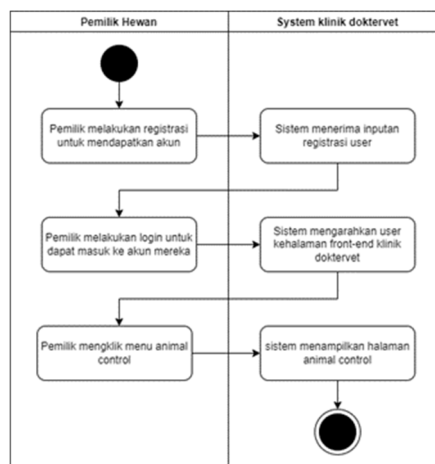 Pemilik Hewan
System klinik doktervet
Pemilik melakukan registrasi
untuk mendapatkan akun
Sistem menerima inputan
registrasi user
Pemilik melakukan login untuk
dapat masuk ke akun mereka
Sistem mengarahkan user
kehalaman front-end klinik
doktervet
Pemilik mengklik menu animal
control
sistem menampilkan halaman
animal control